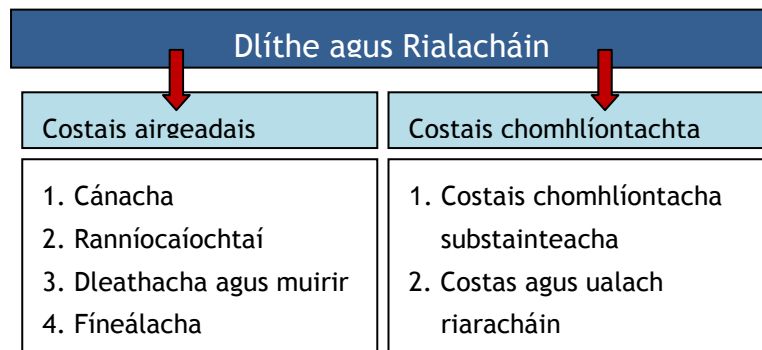 Dlíthe agus Rialacháin
Costais airgeadais
Costais chomhlíontachta
1. Cánacha
2. Ranníocaíochtaí
3. Dleathacha agus muirir
4. Fíneálacha
1. Costais chomhlíontacha
substainteacha
2. Costas agus ualach
riaracháin